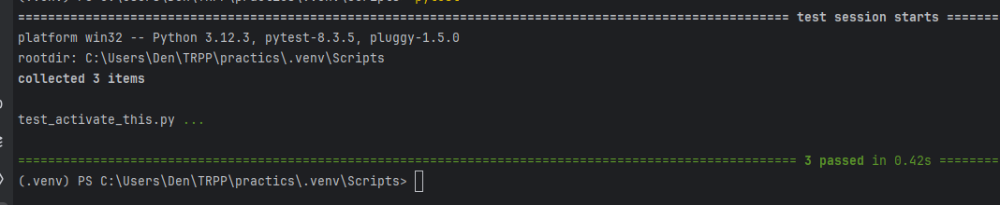 (.venv) PS C:\Users\Den\TRPP\practics\.venv\Scripts> pytest
============================= test session starts =============================
platform win32 -- Python 3.12.3, pytest-8.3.5, pluggy-1.5.0
rootdir: C:\Users\Den\TRPP\practics\.venv\Scripts
collected 3 items
test_activate_this.py ...
============================== 3 passed in 0.42s ==============================
(.venv) PS C:\Users\Den\TRPP\practics\.venv\Scripts>